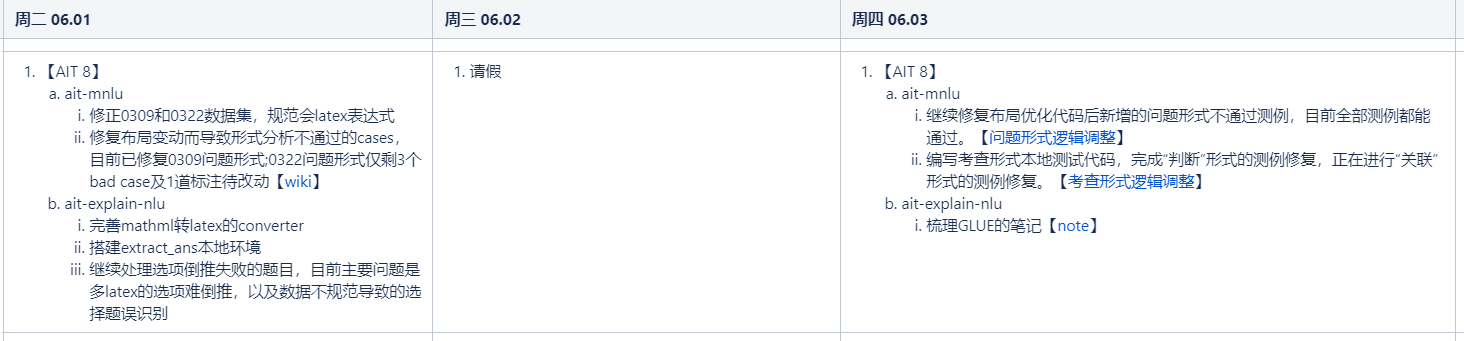 周二 06.01
周三 06.02
周四 06.03
1. 【AIT 8】
a. ait-mnlu
i. 修正0309和0322数据集，规范会latex表达式
ii. 修复布局变动而导致形式分析不通过的cases，
目前已修复0309问题形式;0322问题形式仅剩3个
bad case及1道标注待改动【wiki】
b. ait-explain-nlu
i. 完善mathml转latex的converter
ii. 搭建extract_ans本地环境
iii. 继续处理选项倒推失败的题目，目前主要问题是
多latex的选项难倒推，以及数据不规范导致的选
择题误识别
1. 请假
1. 【AIT 8】
a. ait-mnlu
i. 继续修复布局优化代码后新增的问题形式不通过测例，目前全部测例都能
通过。【问题形式逻辑调整】
ii. 编写考查形式本地测试代码，完成“判断”形式的测例修复，正在进行“关联”
形式的测例修复。【考查形式逻辑调整】
b. ait-explain-nlu
i. 梳理GLUE的笔记【note】